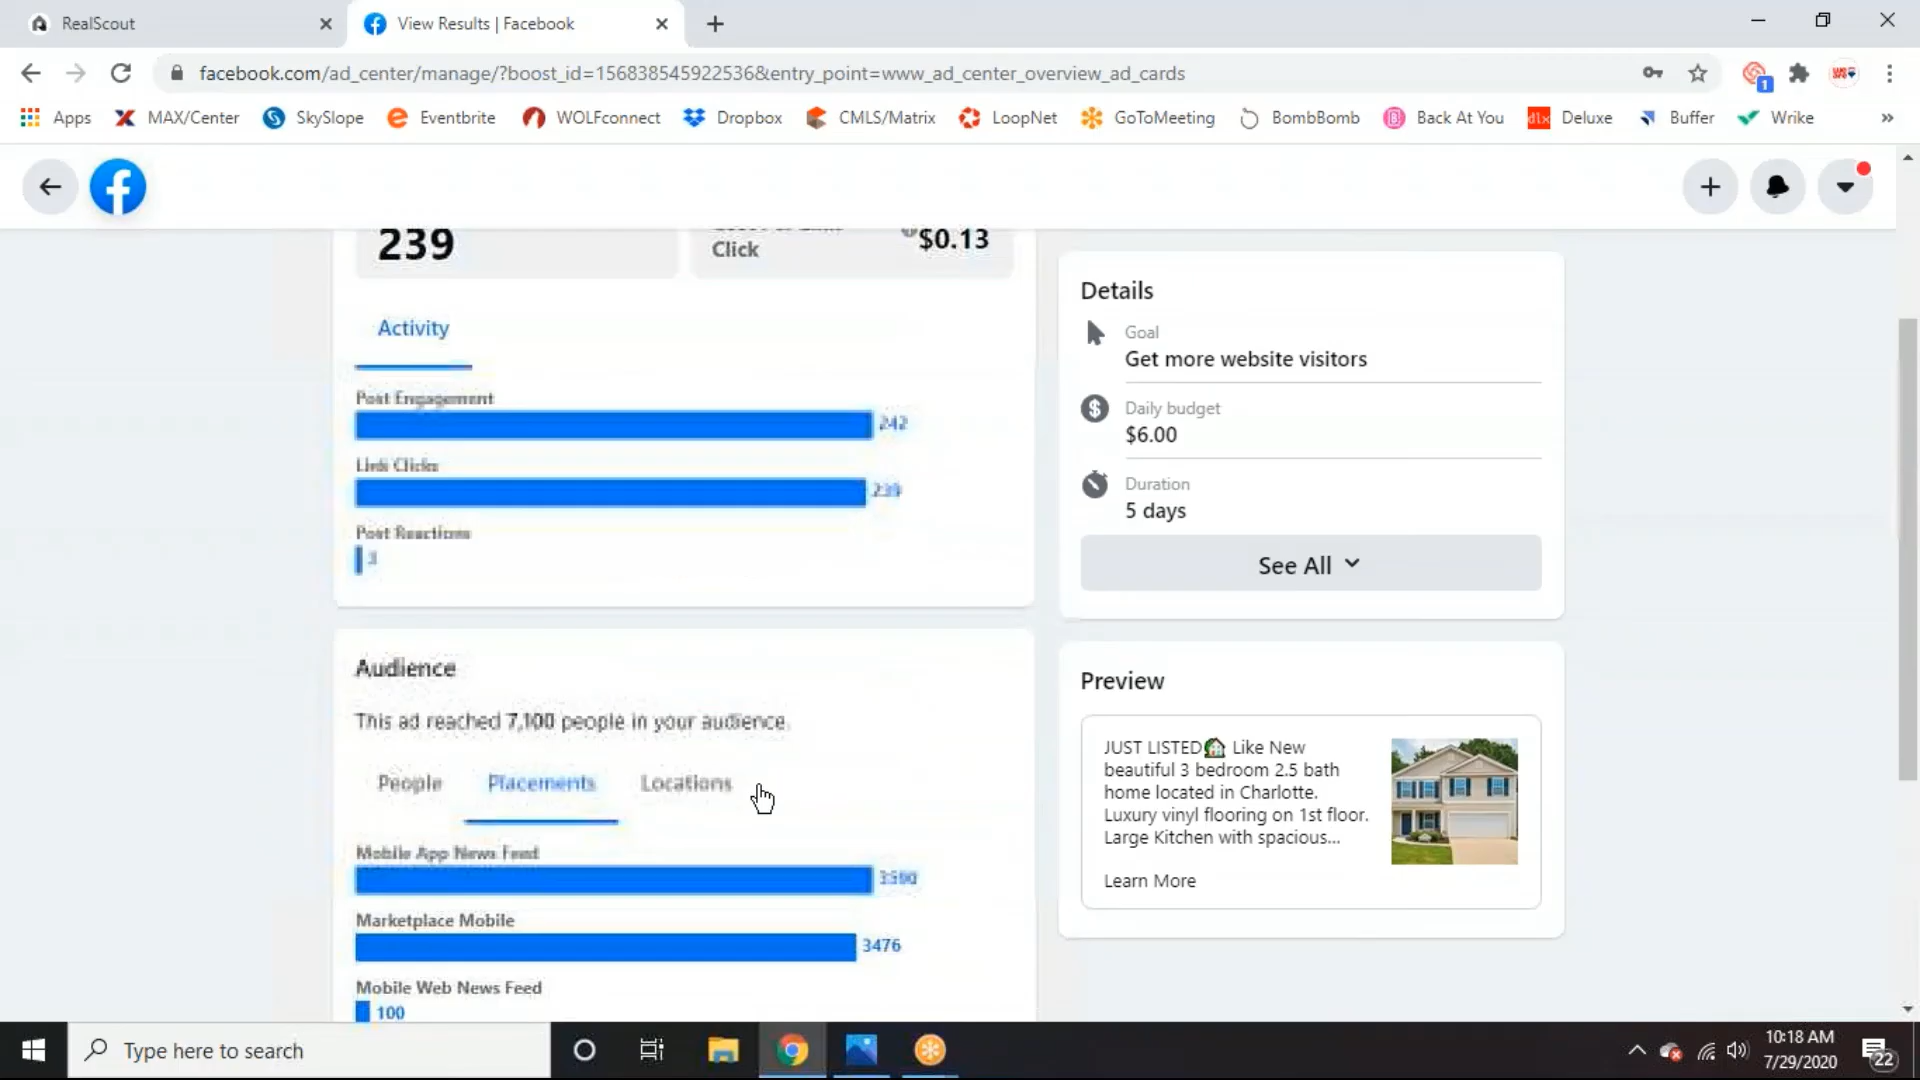 RealScout
View Results | Facebook
facebook.com/ad_center/manage/?boost_id=156838545922536&entry_point=www_ad_center_overview_ad_cards
1
Apps
MAX/Center
SkySlope
Eventbrite
WOLFconnect
Dropbox
CMLS/Matrix
LoopNet
GoToMeeting
BombBomb
Back At You
dlx Deluxe
Buffer
Wrike
»
239
Click
$0.13
Activity
Post Engagement
242
Link Clicks
239
Post Reactions
3
Audience
This ad reached 7,100 people in your audience.
People
Placements
Locations
Mobile App News Feed
3590
Marketplace Mobile
3476
Mobile Web News Feed
100
Details
Goal
Get more website visitors
Daily budget
$6.00
Duration
5 days
See All
Preview
JUST LISTED🏠 Like New
beautiful 3 bedroom 2.5 bath
home located in Charlotte.
Luxury vinyl flooring on 1st floor.
Large Kitchen with spacious...
Learn More
Type here to search
10:18 AM
7/29/2020
22